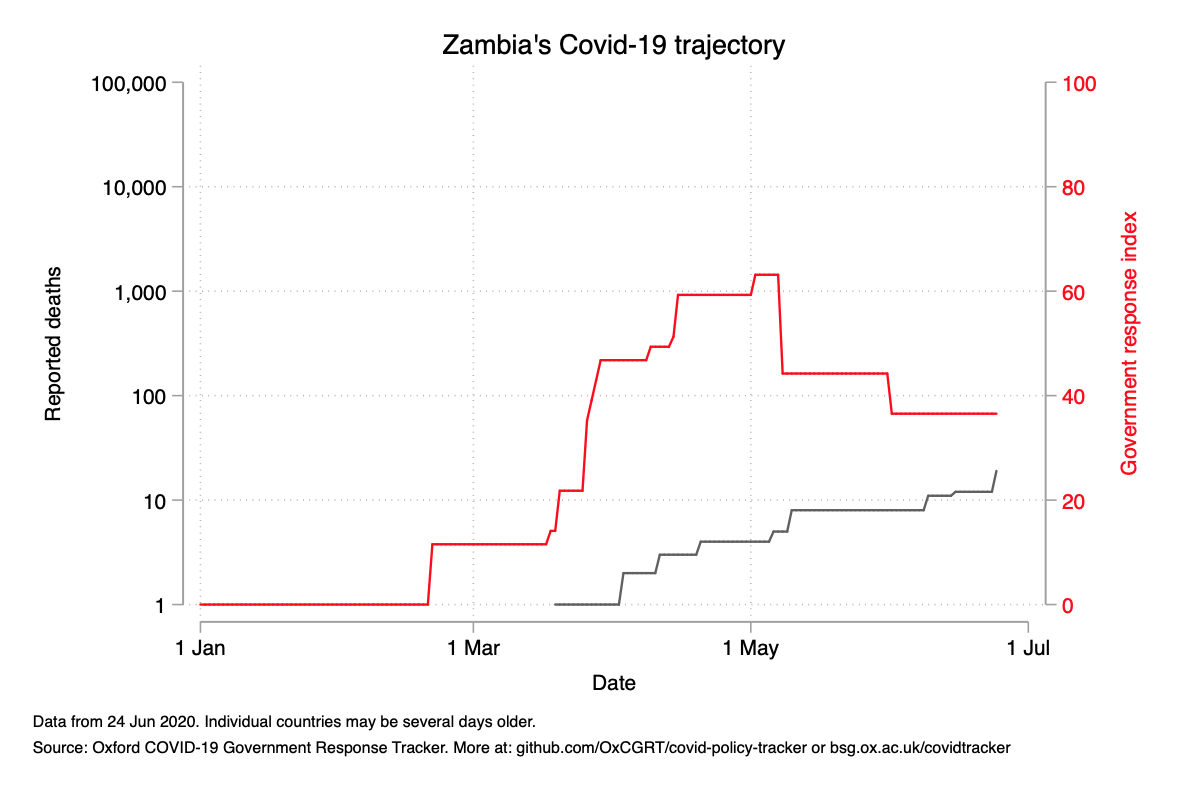 Zambia's Covid-19 trajectory
100,000
10,000
1,000
100
10
1
Reported deaths
100
80
60
40
20
0
Government response index
1 Jan
1 Mar
1 May
1 Jul
Date
Data from 24 Jun 2020. Individual countries may be several days older.
Source: Oxford COVID-19 Government Response Tracker. More at: github.com/OxCGRT/covid-policy-tracker or bsg.ox.ac.uk/covidtracker